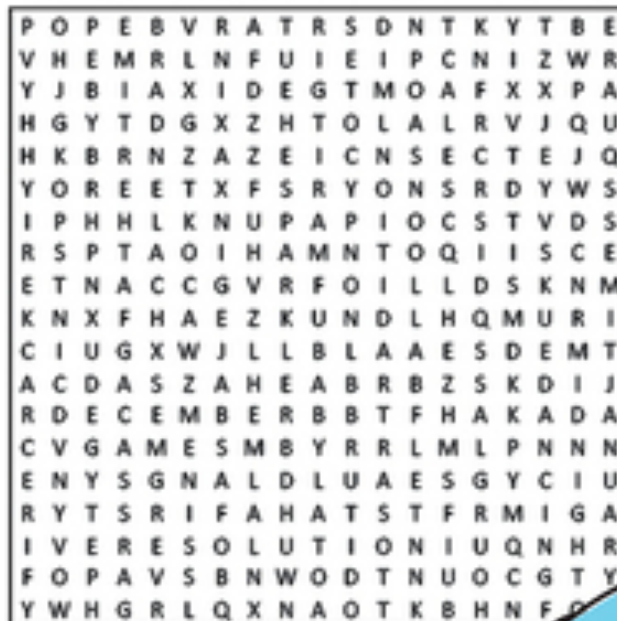 P O P E B V R A T R S D N T K Y T B E
V H E M R L N F U I E I P C N I Z W R
Y J B I A X I D E G T M O A F X X P A
H G Y T D G X Z H T O L A L R V J Q U
H K B R N Z A Z E I C N S E C T E J Q
Y O R E E T X F S R Y O N S R D Y W S
I P H H L K N U P A P I O C S T V D S
R S P T A O I H A M N T O Q I I S C E
E T N A C C G V R F O I L L D S K N M
K N X F H A E Z K U N D L H Q M U R I
C I U G X W J L L B L A A E S D E M T
A C D A S Z A H E A B R B Z S K D I J
R D E C E M B E R B B T F H A K A D A
C V G A M E S M B Y R R L M L P N N N
E N Y S G N A L D L U A E S G Y C I U
R Y T S R I F A H A T S T F R M I G A
I V E R E S O L U T I O N I U Q N H R
F O P A V S B N W O D T N U O C G T Y
Y W H G R L Q X N A O T K B H N F